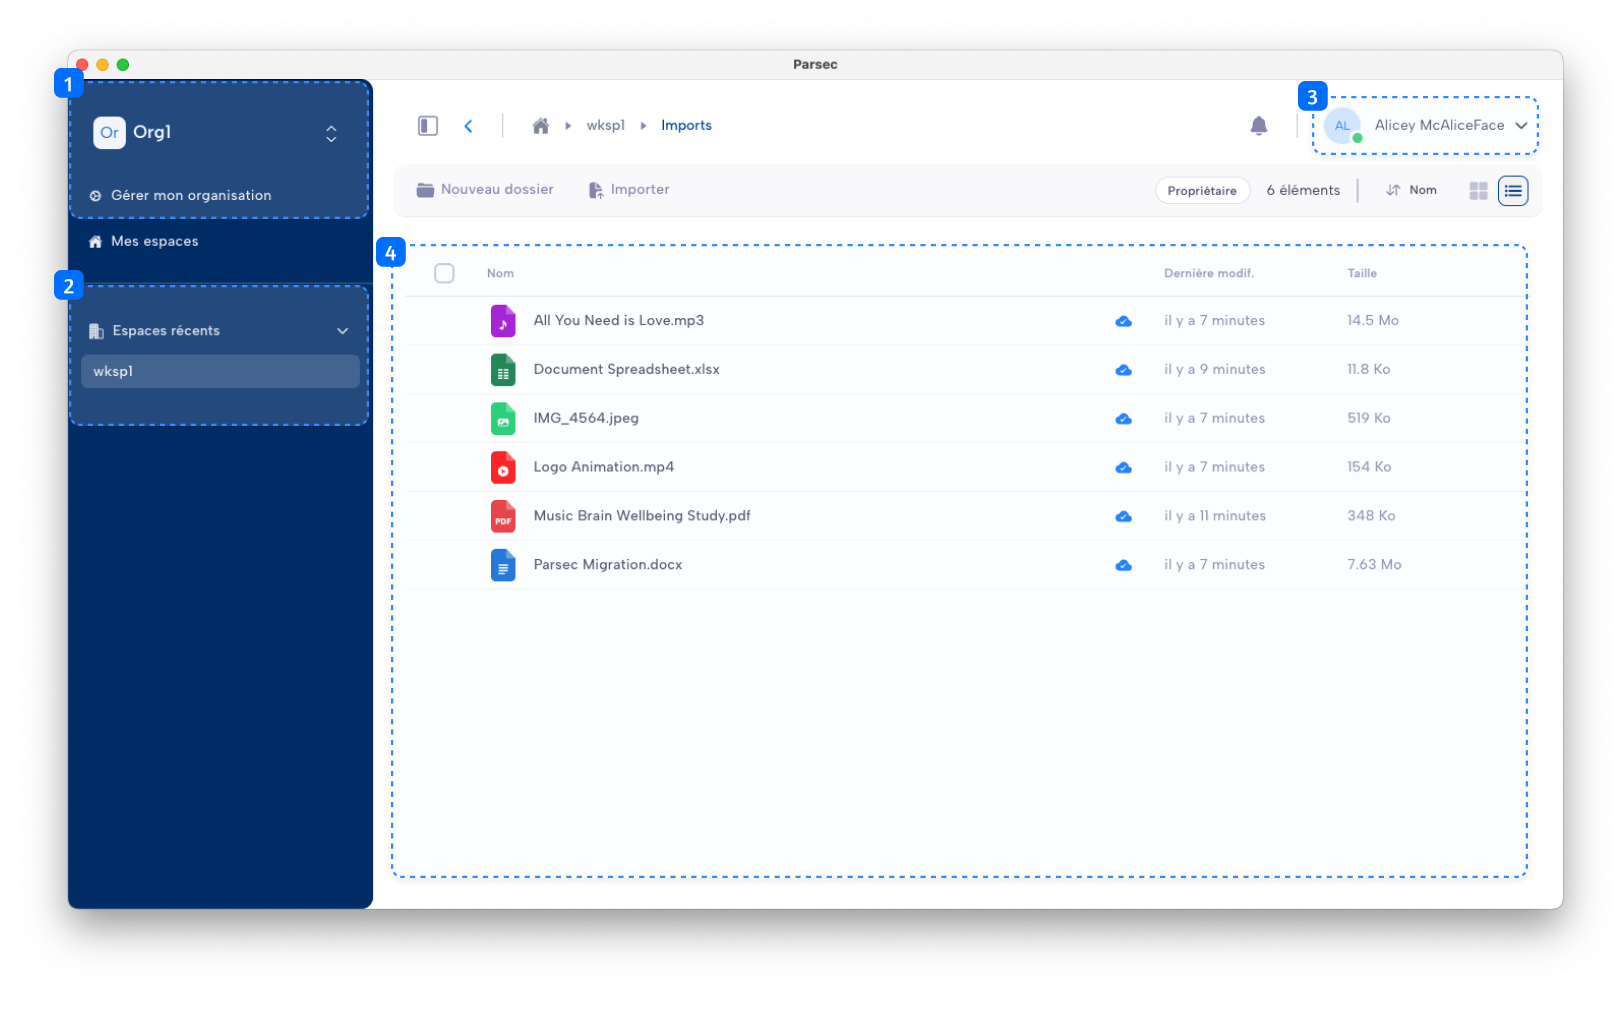 Parsec
1
Or Org1
Gérer mon organisation
Mes espaces
2
Espaces récents
wksp1
wksp1 Imports
3
AL Alicey McAliceFace
Nouveau dossier Importer Propriétaire 6 éléments Nom
4
Nom Dernière modif. Taille
All You Need is Love.mp3 il y a 7 minutes 14.5 Mo
Document Spreadsheet.xlsx il y a 9 minutes 11.8 Ko
IMG_4564.jpeg il y a 7 minutes 519 Ko
Logo Animation.mp4 il y a 7 minutes 154 Ko
PDF Music Brain Wellbeing Study.pdf il y a 11 minutes 348 Ko
Parsec Migration.docx il y a 7 minutes 7.63 Mo